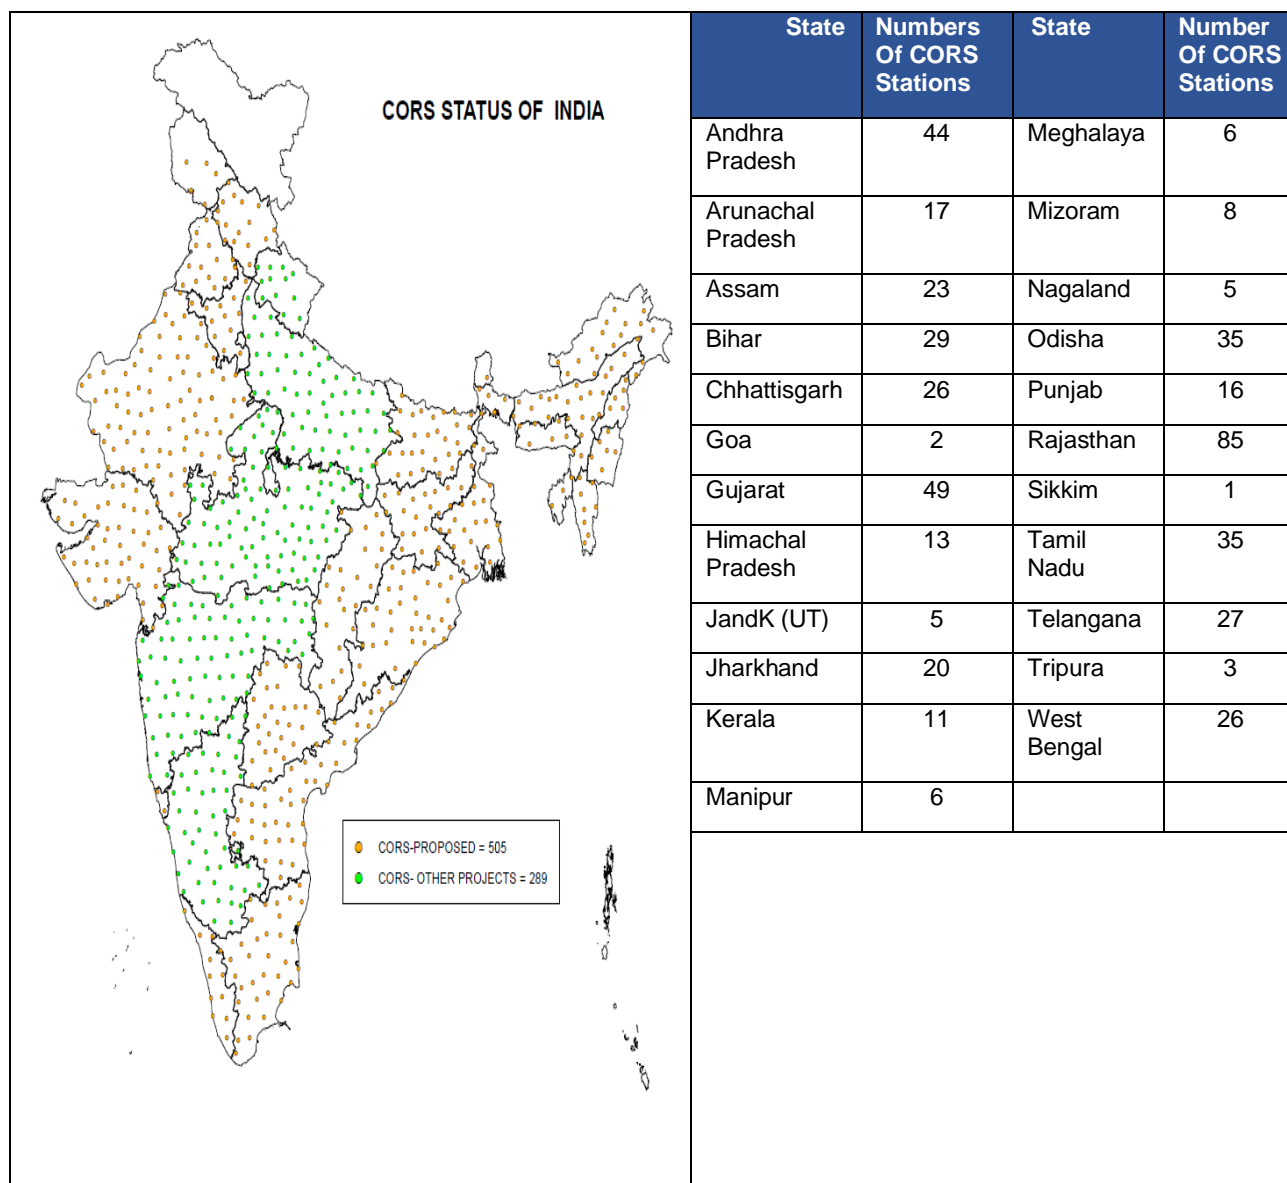 CORS STATUS OF INDIA
CORS-PROPOSED = 505
CORS- OTHER PROJECTS = 289
State Numbers Of CORS Stations State Number Of CORS Stations
Andhra Pradesh 44 Meghalaya 6
Arunachal Pradesh 17 Mizoram 8
Assam 23 Nagaland 5
Bihar 29 Odisha 35
Chhattisgarh 26 Punjab 16
Goa 2 Rajasthan 85
Gujarat 49 Sikkim 1
Himachal Pradesh 13 Tamil Nadu 35
JandK (UT) 5 Telangana 27
Jharkhand 20 Tripura 3
Kerala 11 West Bengal 26
Manipur 6